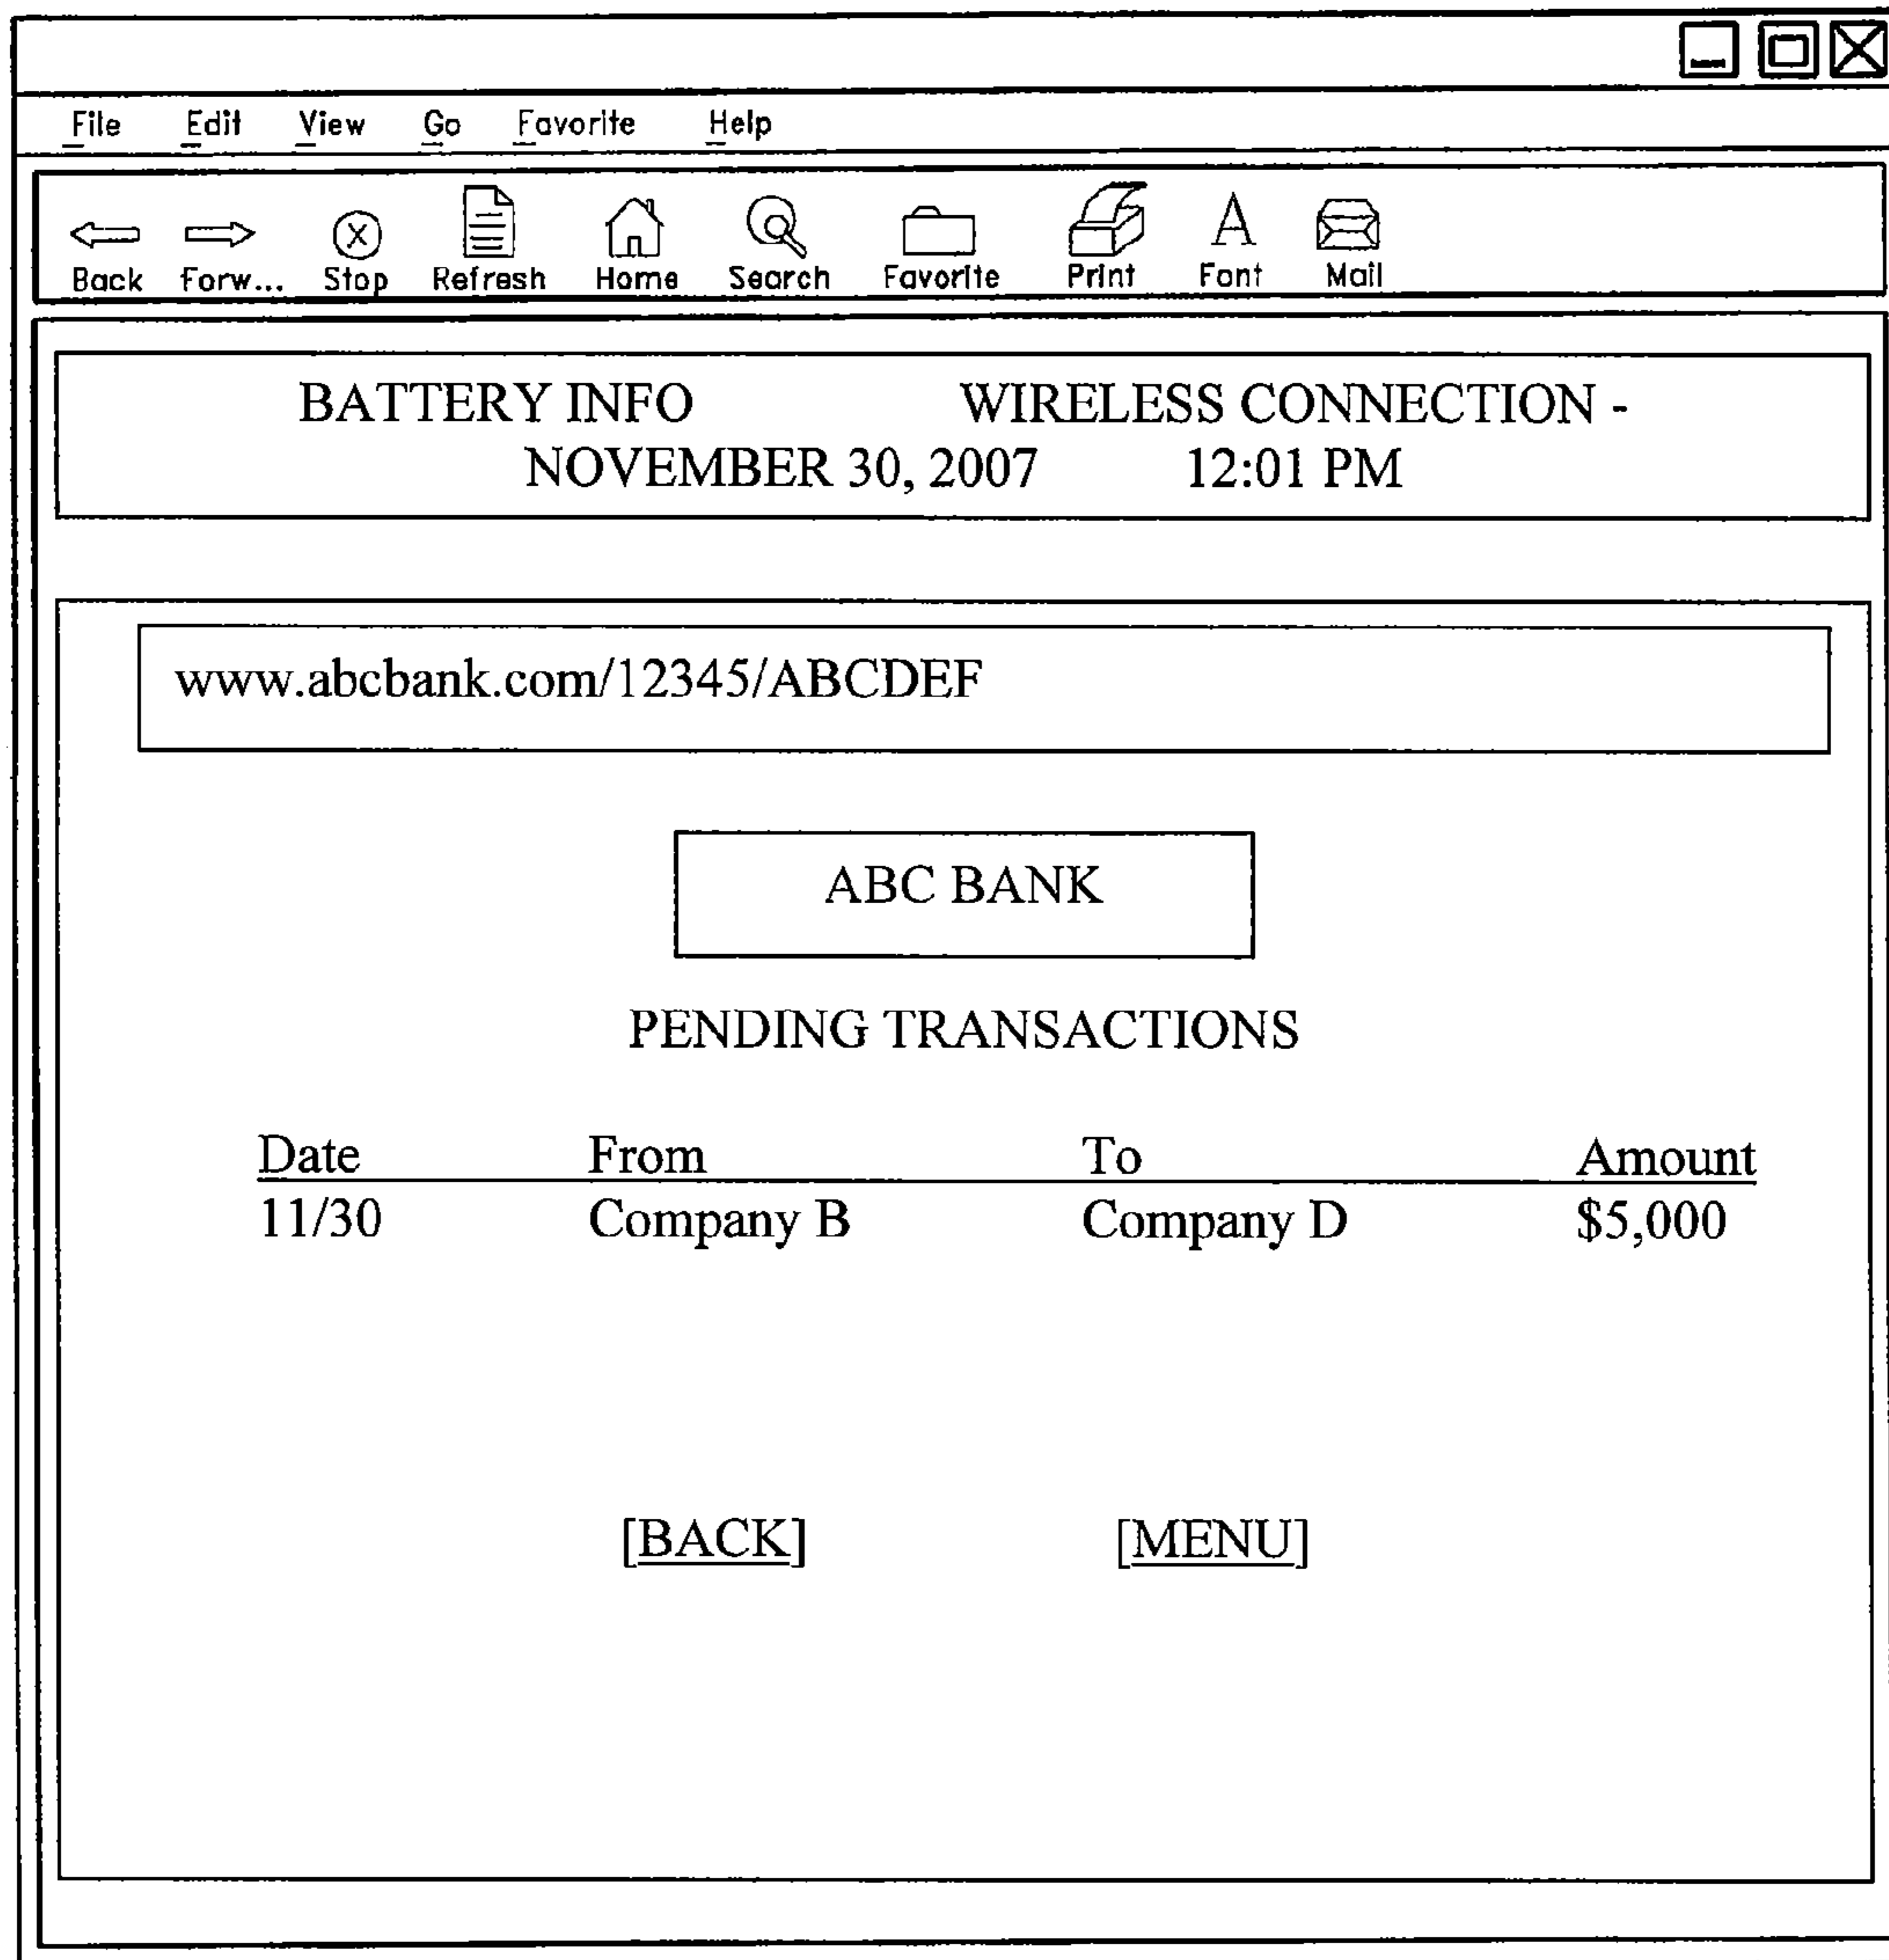 File Edit View Go Favorite Help
Back Forw... Stop Refresh Home Search Favorite Print Font Mail
BATTERY INFO WIRELESS CONNECTION -
NOVEMBER 30, 2007 12:01 PM
www.abcbank.com/12345/ABCDEF
ABC BANK
PENDING TRANSACTIONS
Date From To Amount
11/30 Company B Company D $5,000
[BACK] [MENU]